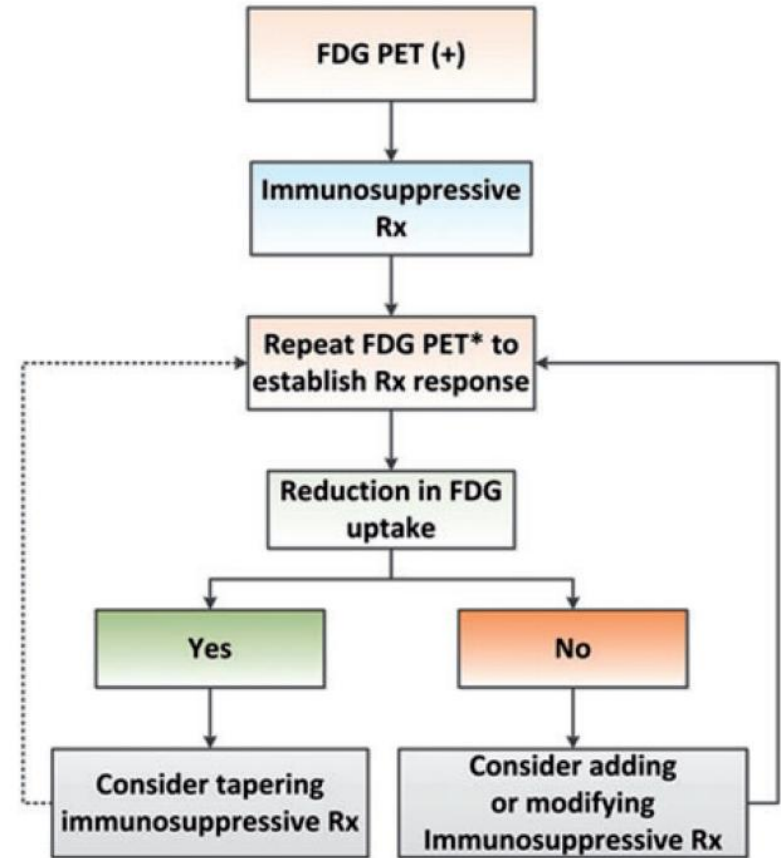 FDG PET (+)
Immunosuppressive
Rx
Repeat FDG PET* to
establish Rx response
Reduction in FDG
uptake
Yes
No
Consider tapering
immunosuppressive Rx
Consider adding
or modifying
Immunosuppressive Rx